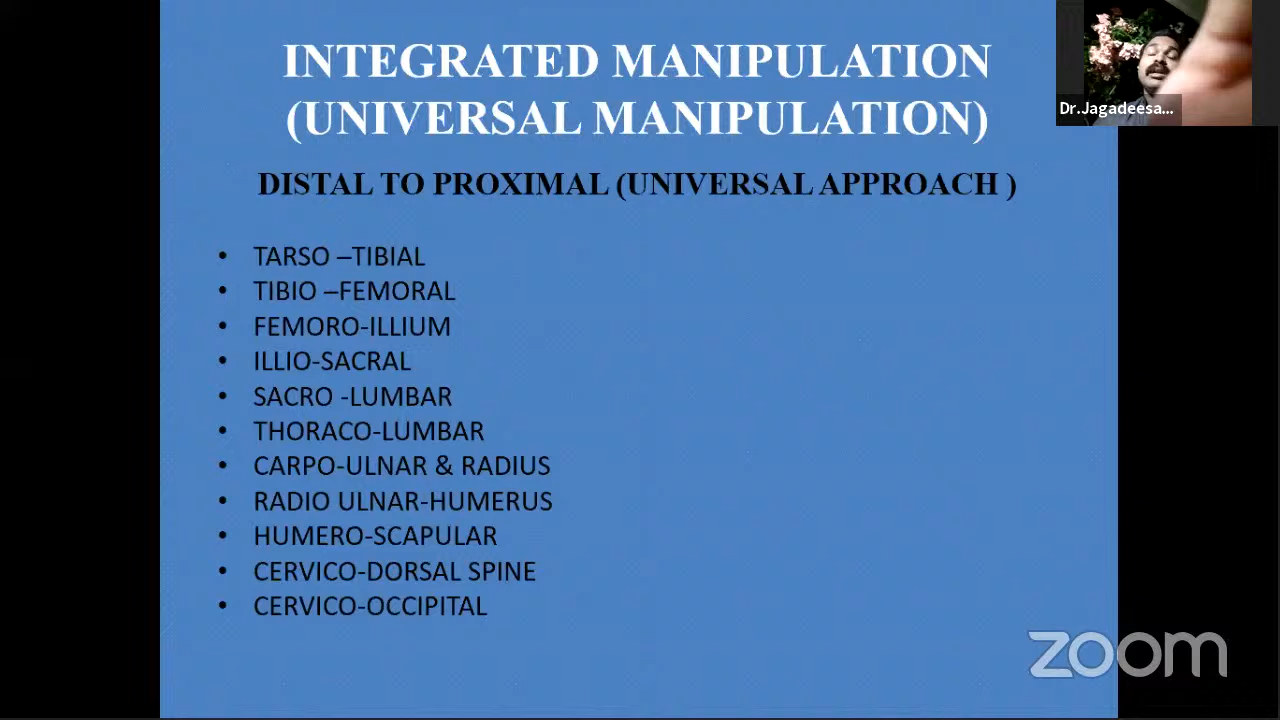 INTEGRATED MANIPULATION
(UNIVERSAL MANIPULATION)
DISTAL TO PROXIMAL (UNIVERSAL APPROACH )
• TARSO –TIBIAL
• TIBIO –FEMORAL
• FEMORO-ILLIUM
• ILLIO-SACRAL
• SACRO -LUMBAR
• THORACO-LUMBAR
• CARPO-ULNAR & RADIUS
• RADIO ULNAR-HUMERUS
• HUMERO-SCAPULAR
• CERVICO-DORSAL SPINE
• CERVICO-OCCIPITAL
Dr.Jagadeesa...
zoom